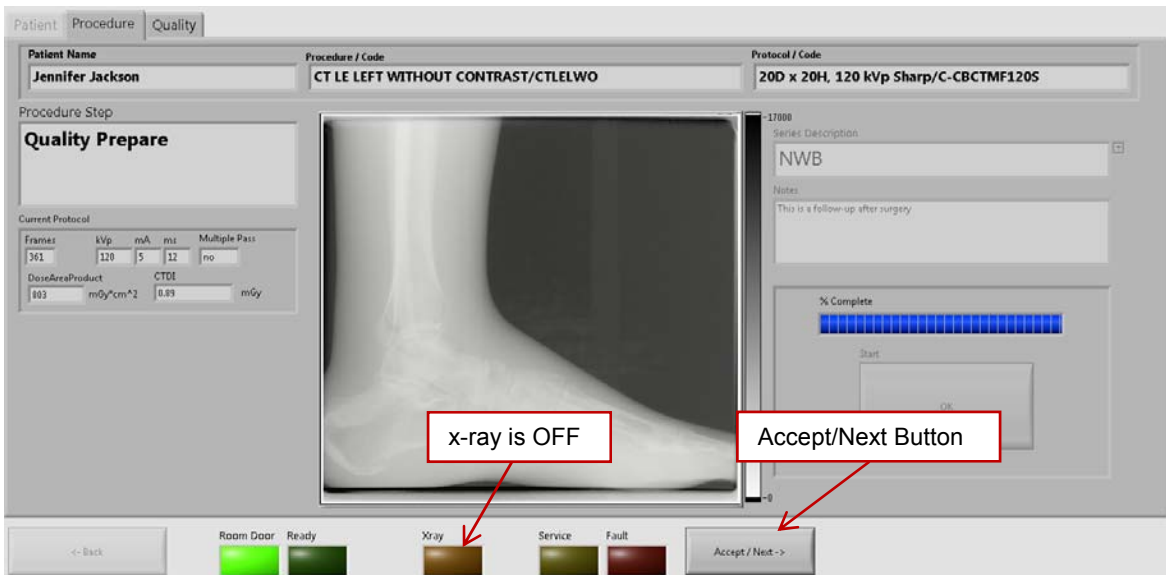 Patient Procedure Quality
Patient Name
Jennifer Jackson
Procedure / Code
CT LE LEFT WITHOUT CONTRAST/CTLELWO
Protocol / Code
20D x 20H, 120 kVp Sharp/C-CBCTMF120S
Procedure Step
Quality Prepare
Current Protocol
Frames kVp mA ms Multiple Pass
361 120 5 12 no
DoseAreaProduct CTDI
803 mGy*cm^2 0.89 mGy
-17000
-0
Series Description
NWB
Notes
This is a follow-up after surgery
% Complete
Start
OK
x-ray is OFF
Accept/Next Button
<- Back
Room Door Ready Xray Service Fault
Accept / Next ->